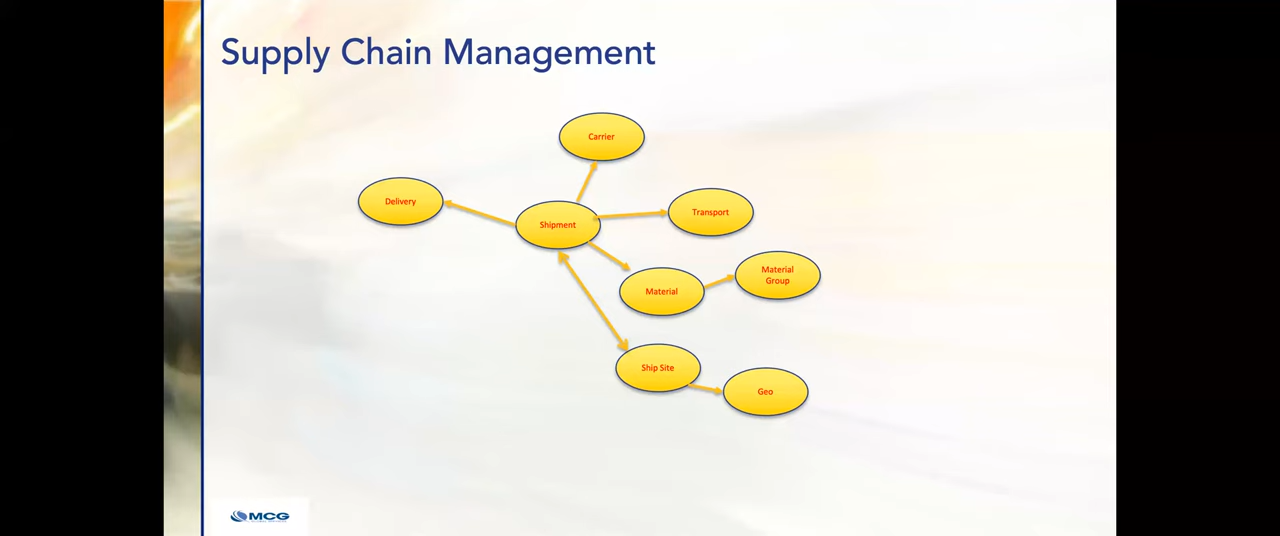 Supply Chain Management
Carrier
Delivery
Transport
Shipment
Material
Group
Material
Ship Site
Geo
MCG